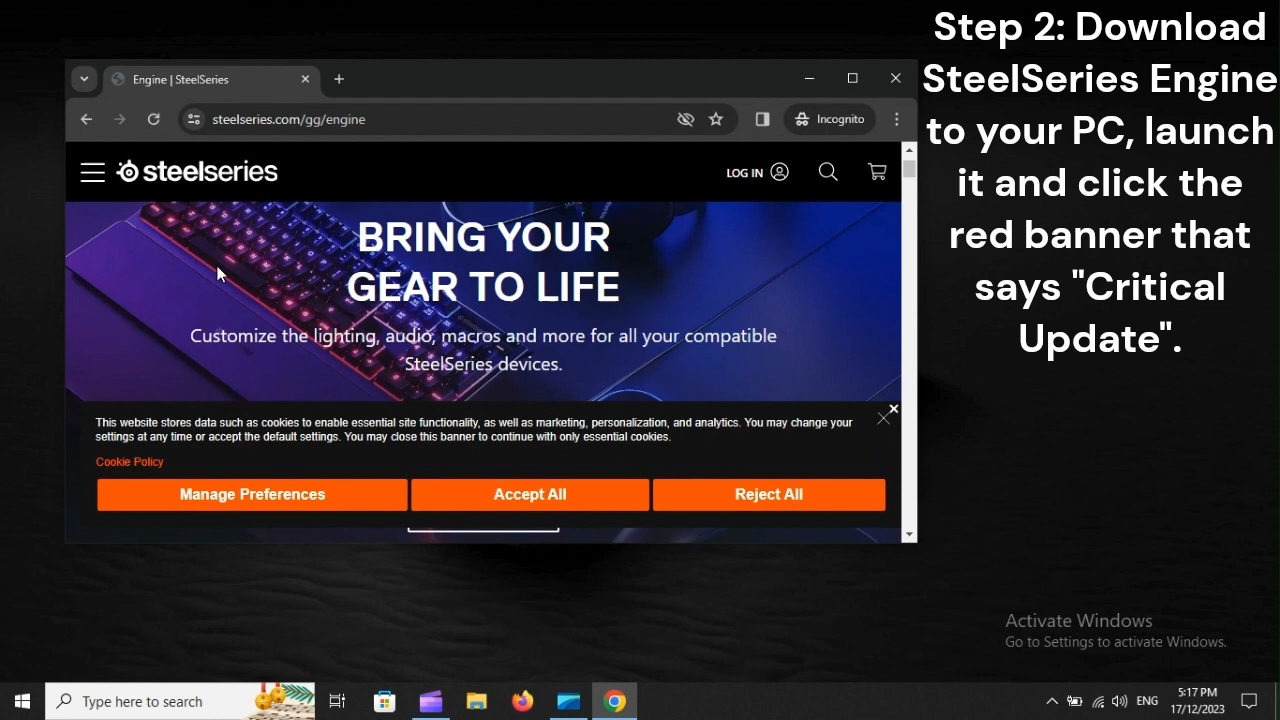 Step 2: Download
SteelSeries Engine
to your PC, launch
it and click the
red banner that
says "Critical
Update".
Engine | SteelSeries
steelseries.com/gg/engine
Incognito
steelseries
LOG IN
BRING YOUR
GEAR TO LIFE
Customize the lighting, audio, macros and more for all your compatible
SteelSeries devices.
This website stores data such as cookies to enable essential site functionality, as well as marketing, personalization, and analytics. You may change your
settings at any time or accept the default settings. You may close this banner to continue with only essential cookies.
Cookie Policy
Manage Preferences
Accept All
Reject All
Activate Windows
Go to Settings to activate Windows.
Type here to search
ENG
5:17 PM
17/12/2023